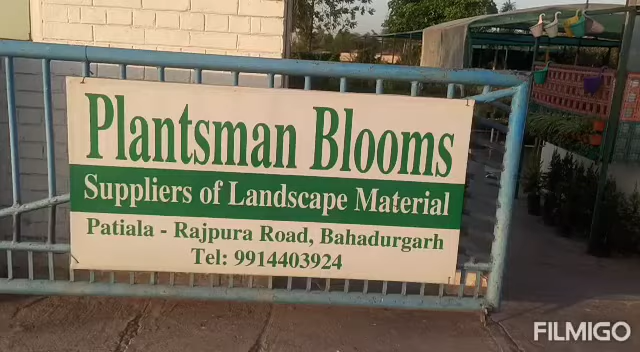 Plantsman Blooms
Suppliers of Landscape Material
Patiala - Rajpura Road, Bahadurgarh
Tel: 9914403924
FILMIGO